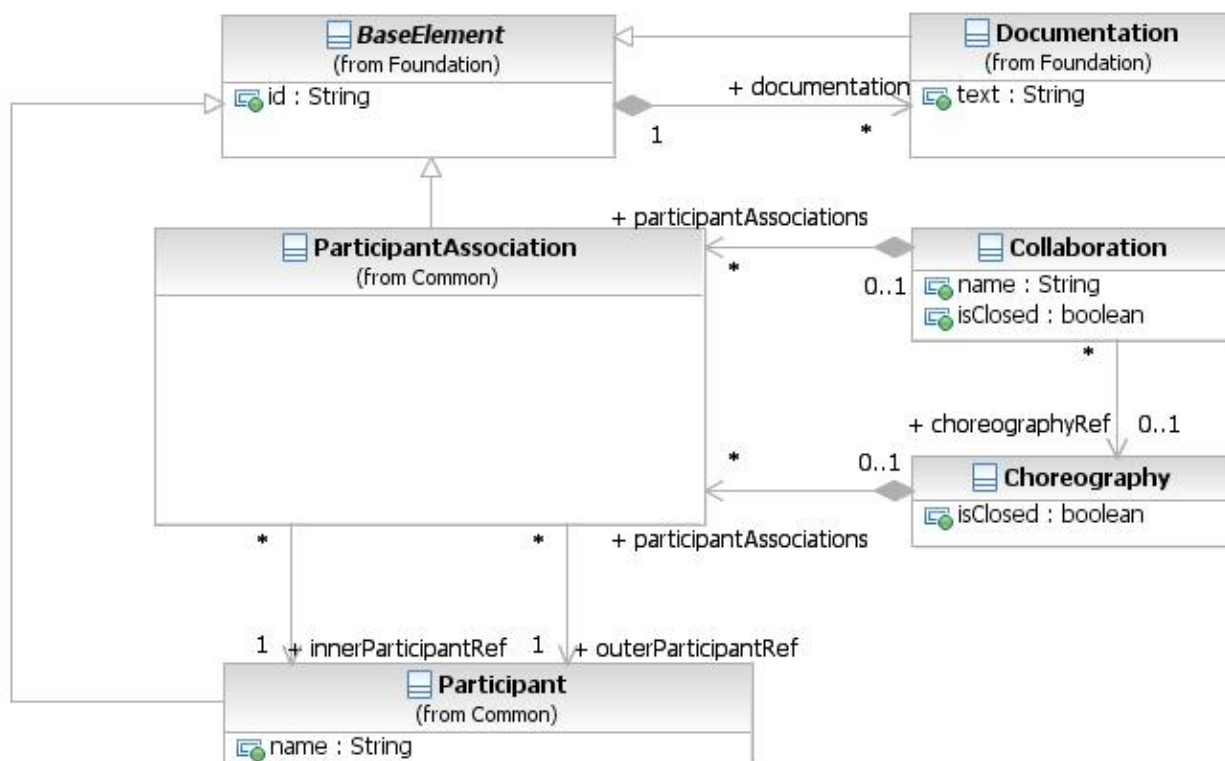 BaseElement
(from Foundation)
id : String
Documentation
(from Foundation)
text : String
+ documentation
1
*
ParticipantAssociation
(from Common)
+ participantAssociations
*
0..1
Collaboration
name : String
isClosed : boolean
*
+ choreographyRef
0..1
*
0..1
+ participantAssociations
Choreography
isClosed : boolean
*
*
1
+ innerParticipantRef
1
+ outerParticipantRef
Participant
(from Common)
name : String